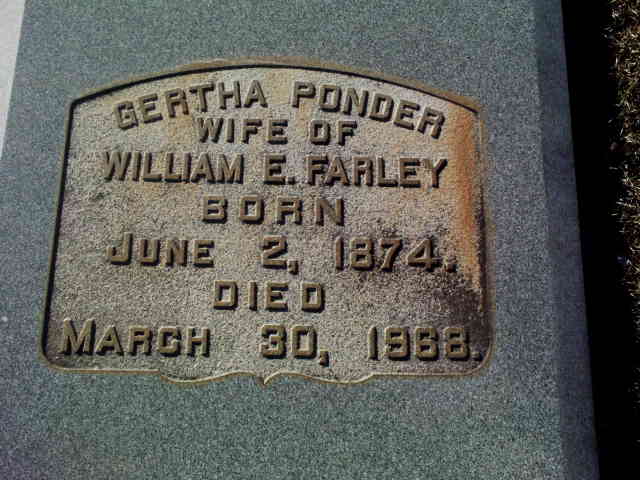 GERTHA PONDER
WIFE OF
WILLIAM E. FARLEY
BORN
JUNE 2, 1874.
DIED
MARCH 30, 1968.